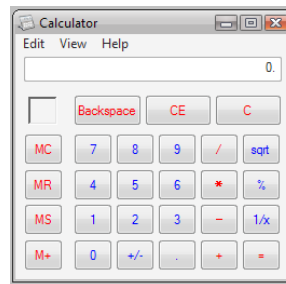 Calculator
Edit View Help
0.
Backspace CE C
MC 7 8 9 / sqrt
MR 4 5 6 * %
MS 1 2 3 - 1/x
M+ 0 +/- . + =